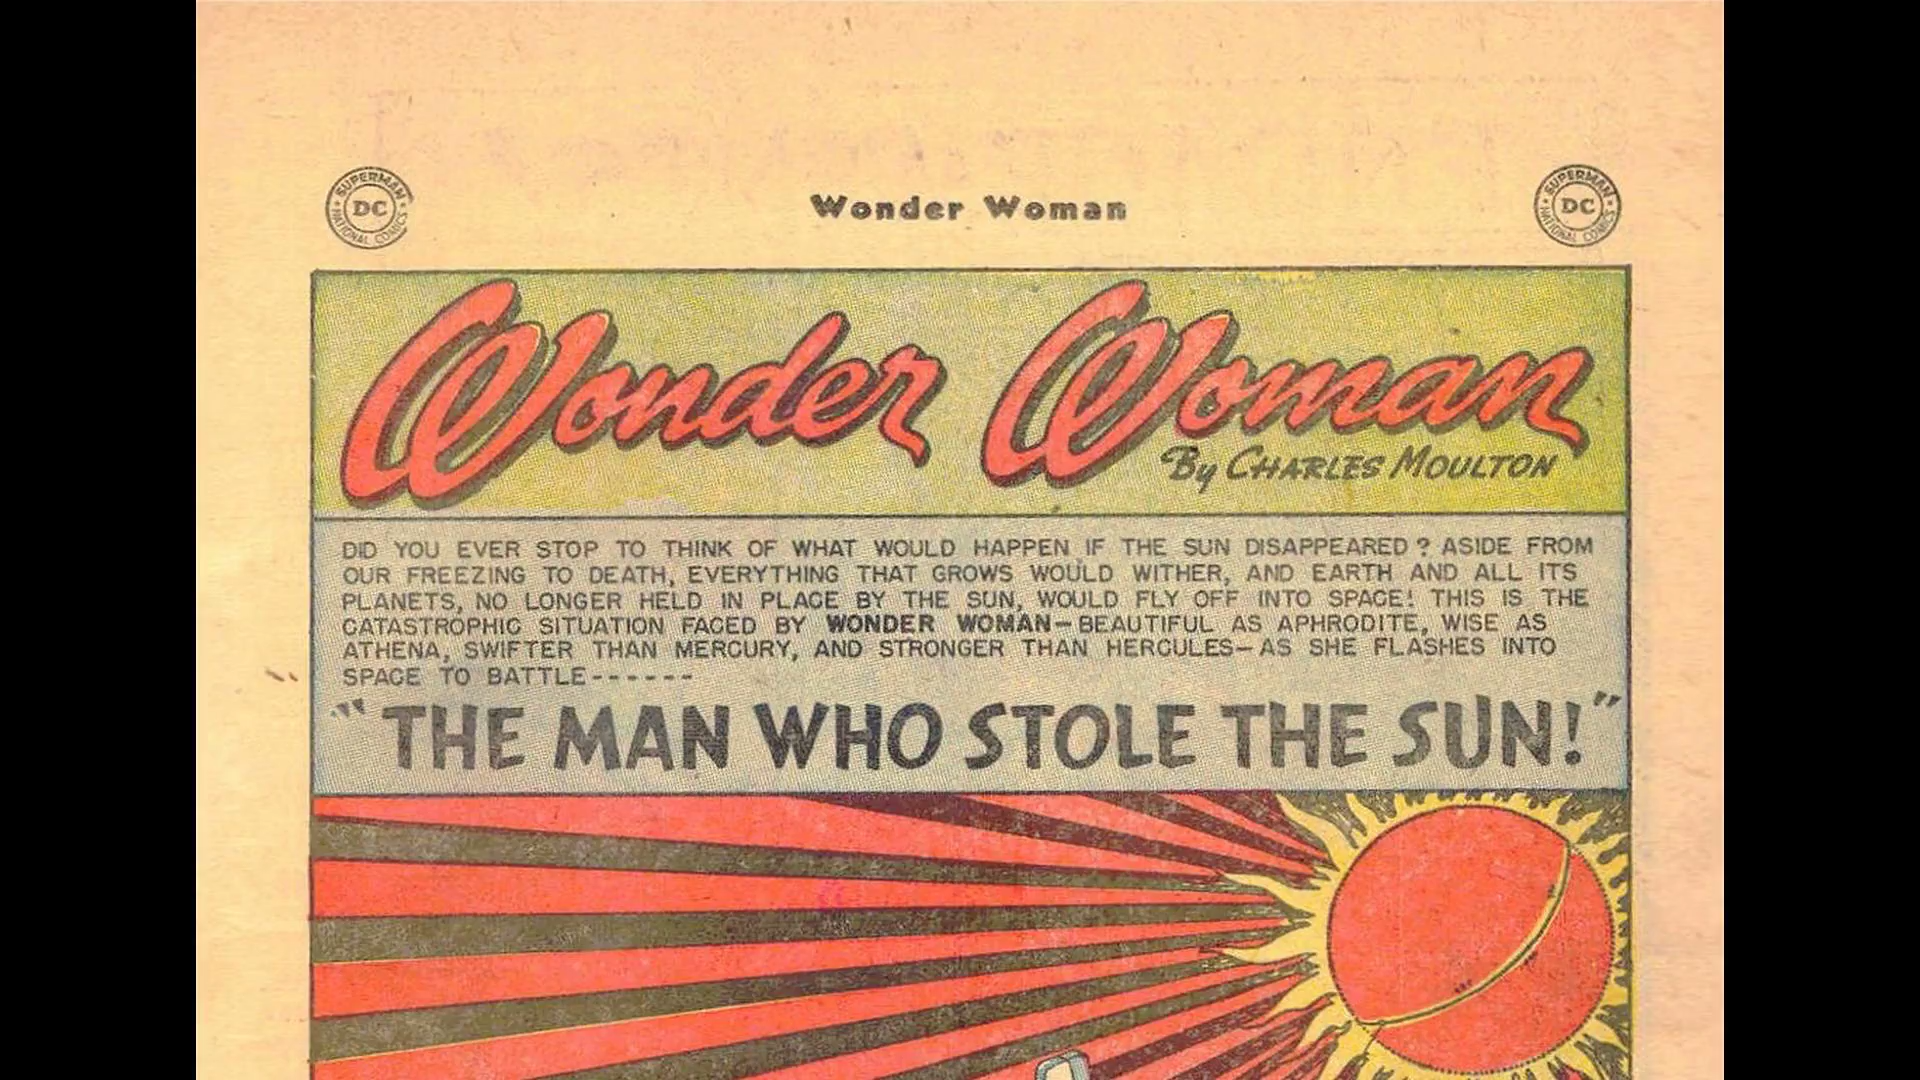 SUPERMAN
DC
NATIONAL COMICS
Wonder Woman
SUPERMAN
DC
NATIONAL COMICS
Wonder Woman
By CHARLES MOULTON
DID YOU EVER STOP TO THINK OF WHAT WOULD HAPPEN IF THE SUN DISAPPEARED? ASIDE FROM
OUR FREEZING TO DEATH, EVERYTHING THAT GROWS WOULD WITHER, AND EARTH AND ALL ITS
PLANETS, NO LONGER HELD IN PLACE BY THE SUN, WOULD FLY OFF INTO SPACE! THIS IS THE
CATASTROPHIC SITUATION FACED BY WONDER WOMAN—BEAUTIFUL AS APHRODITE, WISE AS
ATHENA, SWIFTER THAN MERCURY, AND STRONGER THAN HERCULES—AS SHE FLASHES INTO
SPACE TO BATTLE------
"THE MAN WHO STOLE THE SUN!"